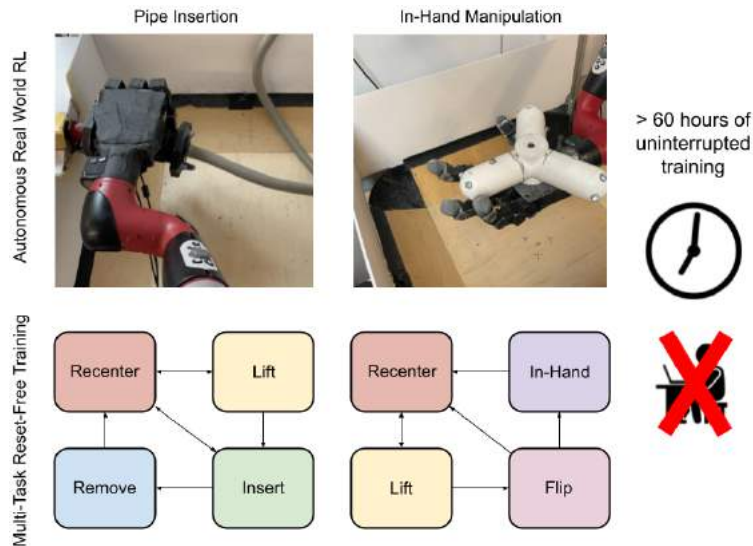 Pipe Insertion
In-Hand Manipulation
Autonomous Real World RL
> 60 hours of
uninterrupted
training
Multi-Task Reset-Free Training
Recenter
Lift
Recenter
In-Hand
Remove
Insert
Lift
Flip